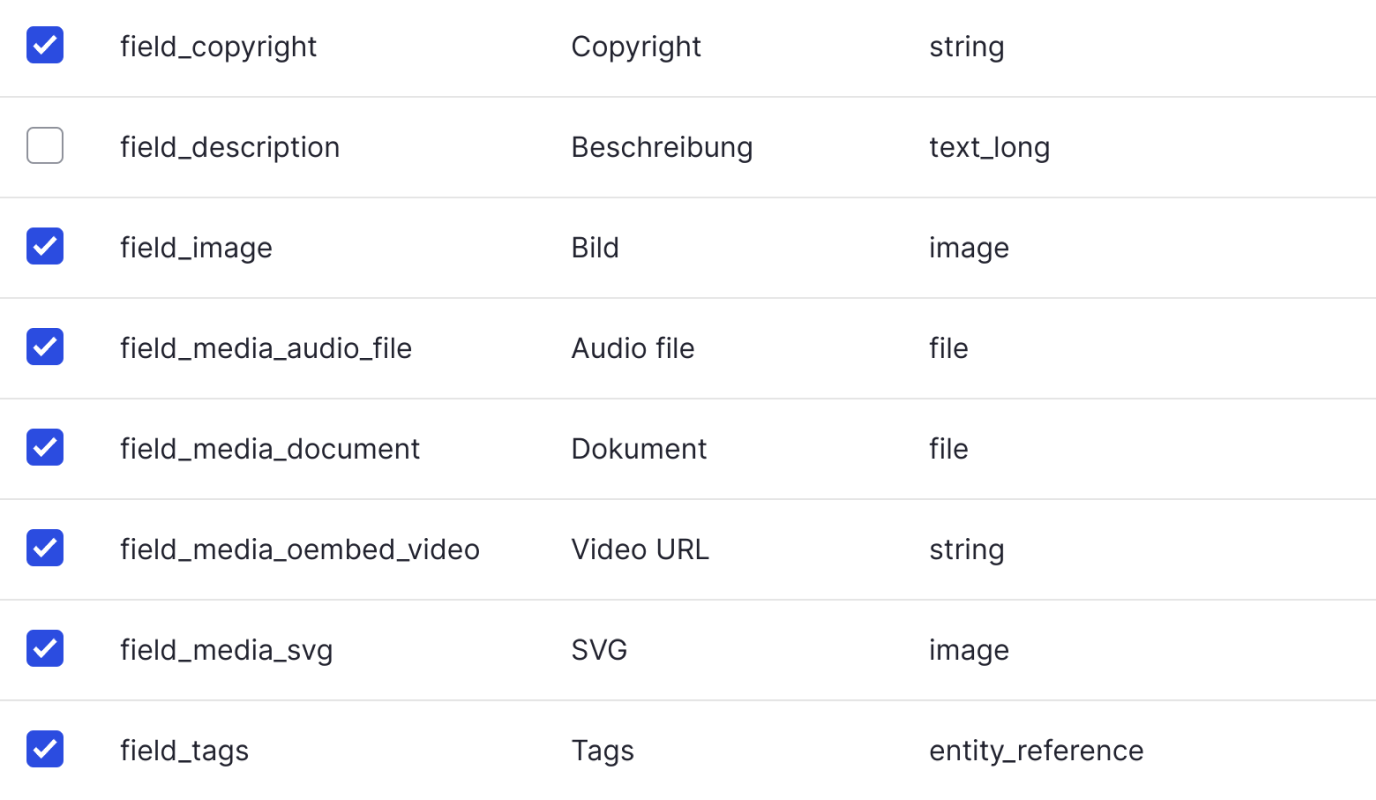 field_copyright Copyright string
field_description Beschreibung text_long
field_image Bild image
field_media_audio_file Audio file file
field_media_document Dokument file
field_media_oembed_video Video URL string
field_media_svg SVG image
field_tags Tags entity_reference